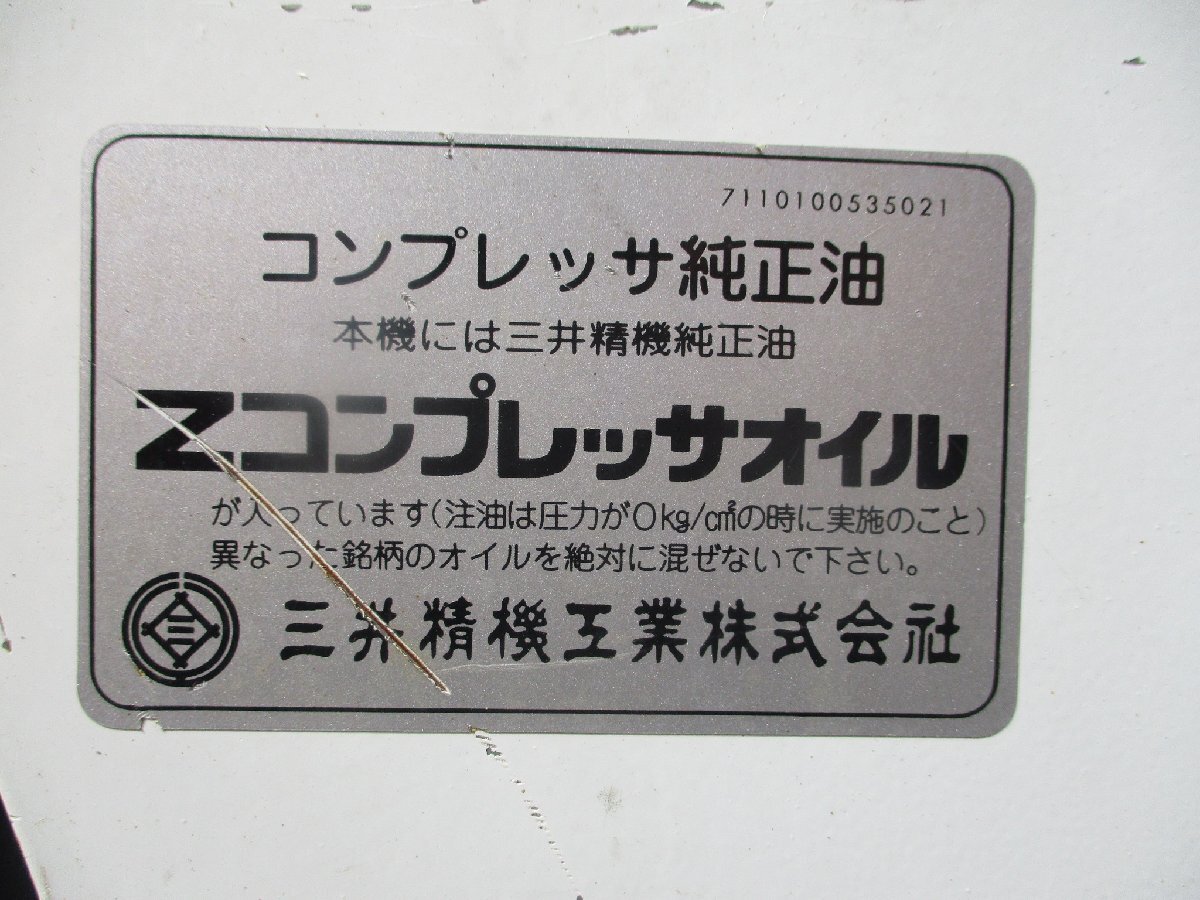 7110100535021
コンプレッサ純正油
本機には三井精機純正油
Zコンプレッサオイル
が入っています(注油は圧力が0kg/c㎡の時に実施のこと)
異なった銘柄のオイルを絶対に混ぜないで下さい。
三井精機工業株式会社